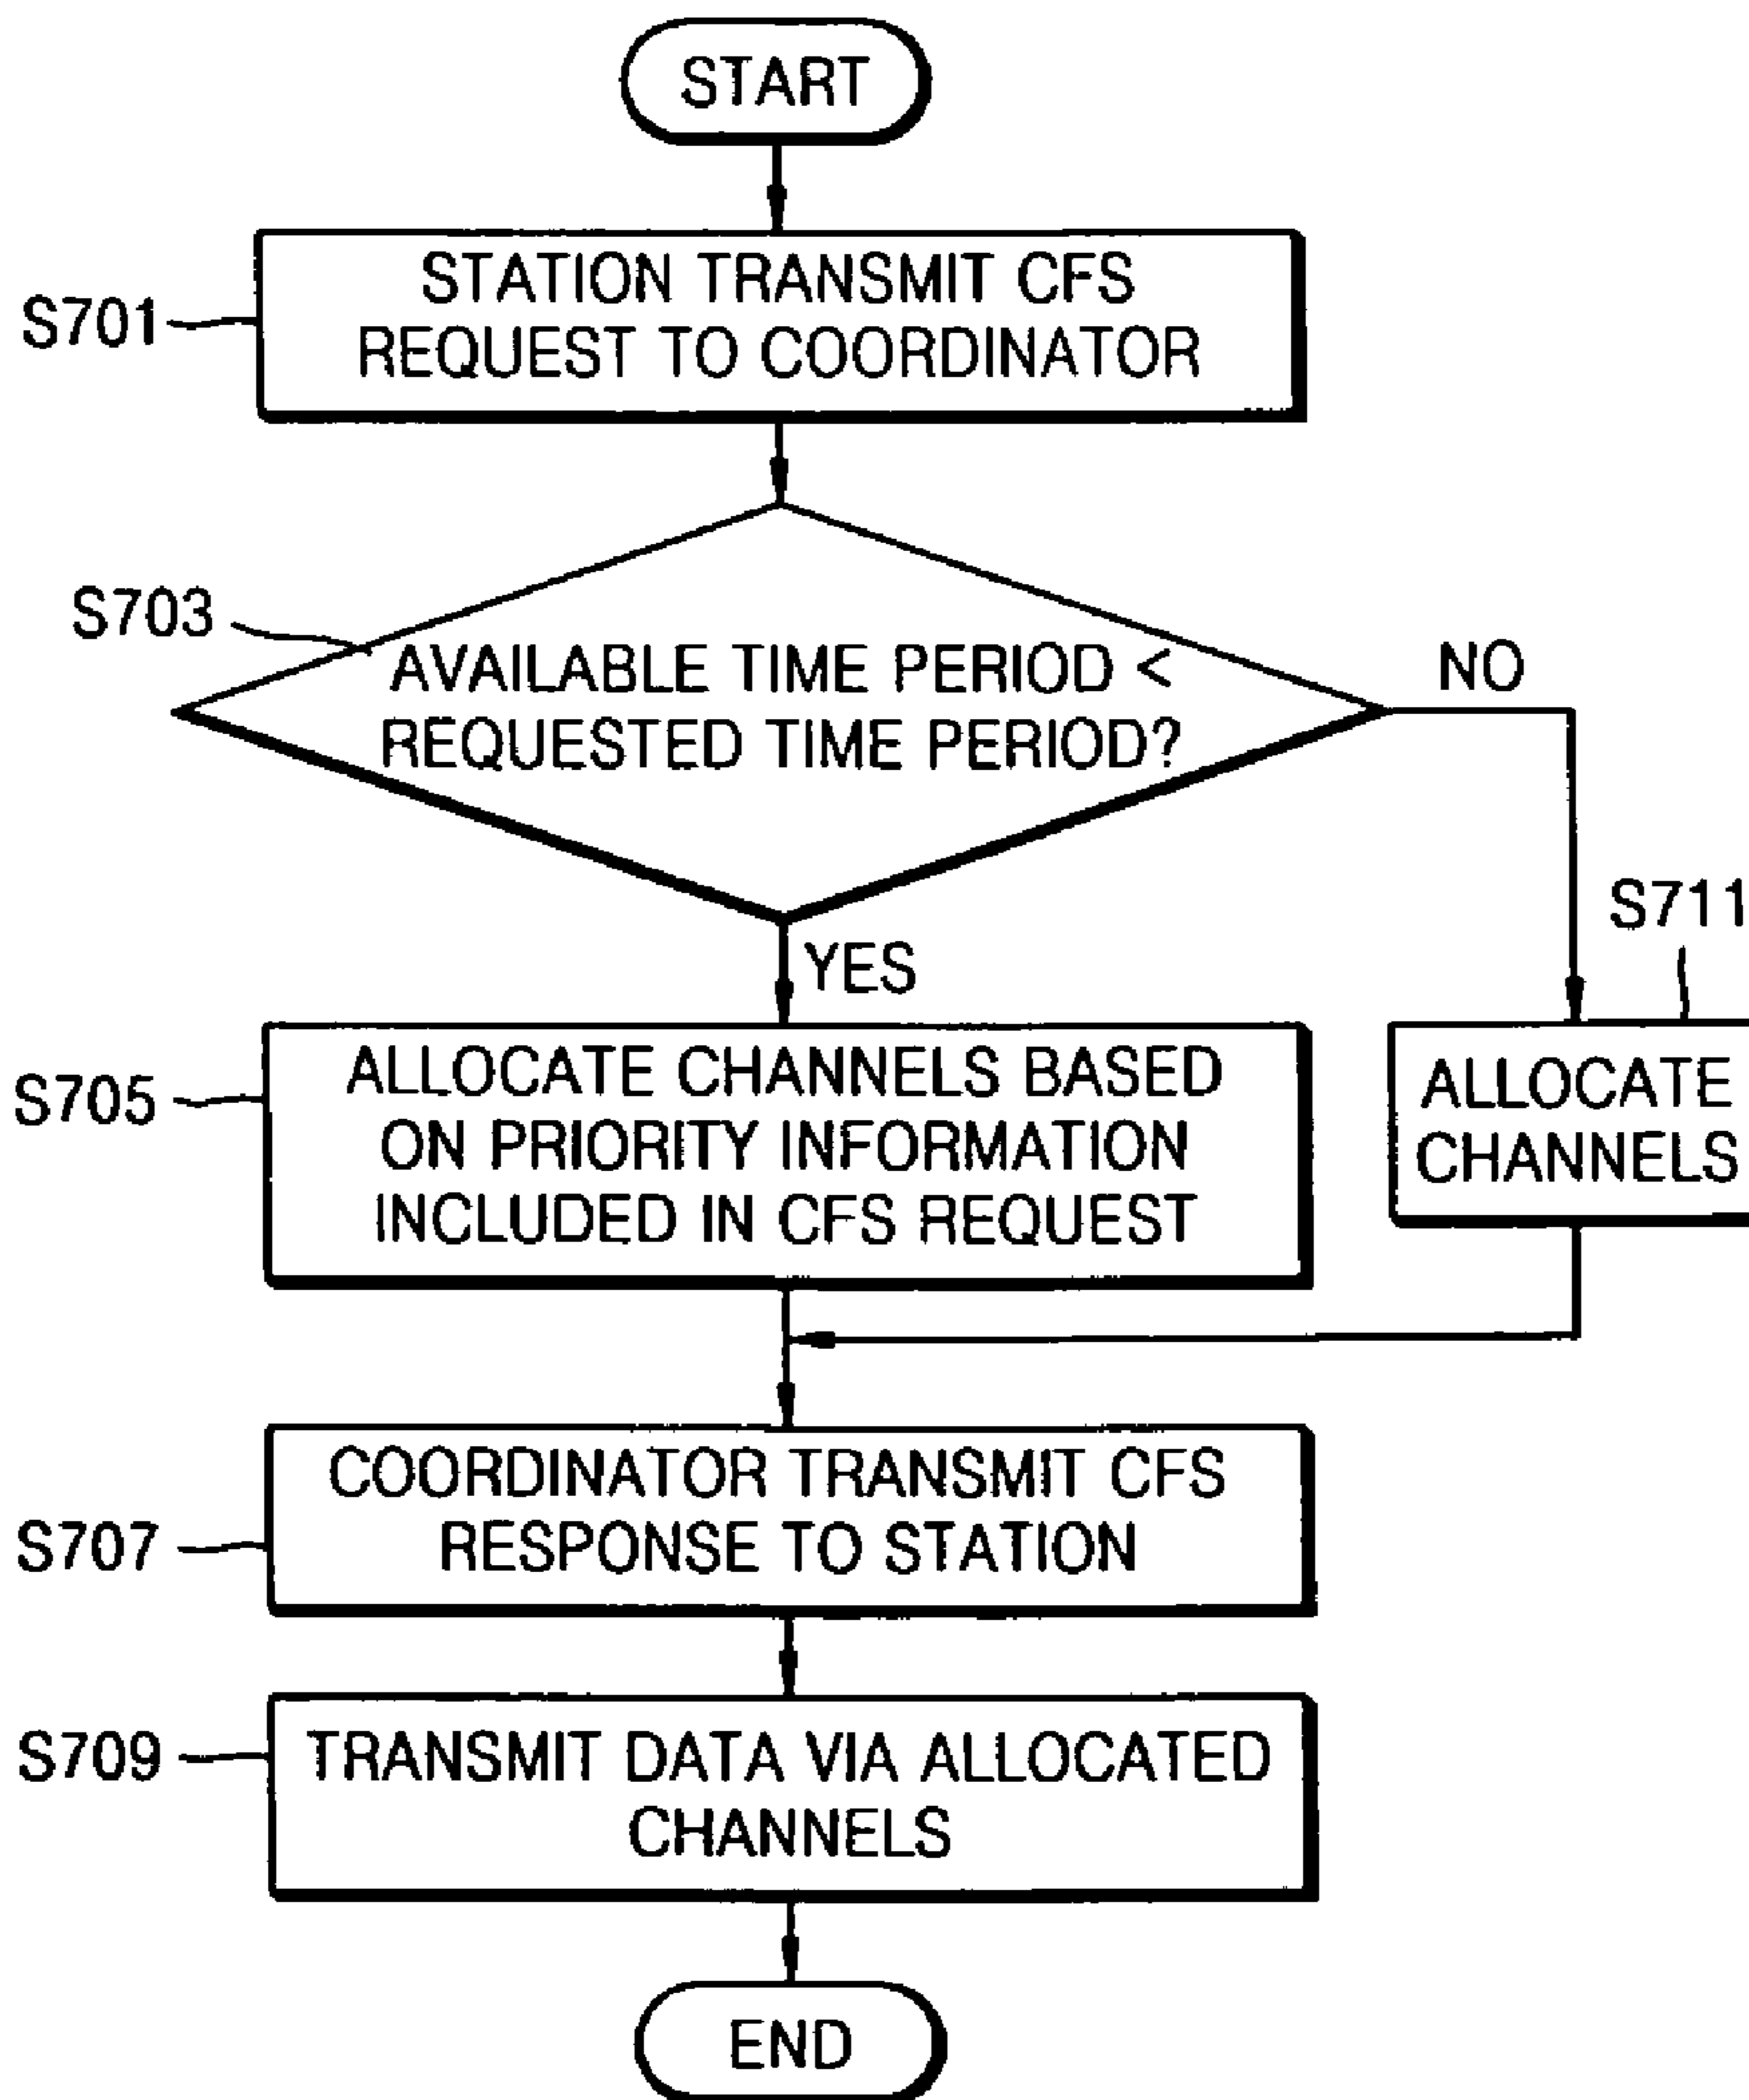 START
S701
STATION TRANSMIT CFS
REQUEST TO COORDINATOR
S703
AVAILABLE TIME PERIOD <
REQUESTED TIME PERIOD?
NO
YES
S711
S705
ALLOCATE CHANNELS BASED
ON PRIORITY INFORMATION
INCLUDED IN CFS REQUEST
ALLOCATE
CHANNELS
S707
COORDINATOR TRANSMIT CFS
RESPONSE TO STATION
S709
TRANSMIT DATA VIA ALLOCATED
CHANNELS
END